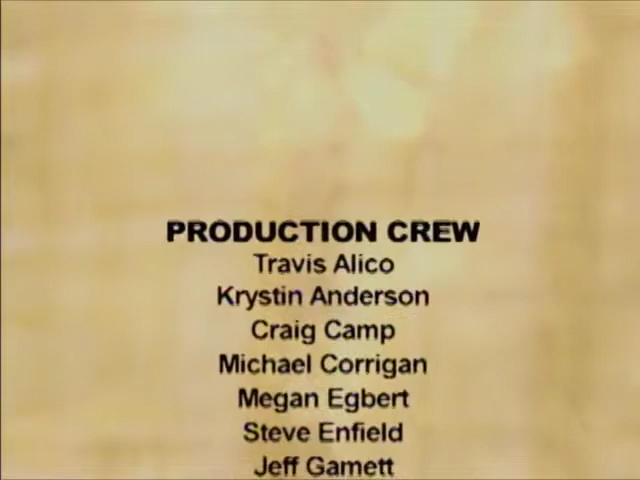 PRODUCTION CREW
Travis Alico
Krystin Anderson
Craig Camp
Michael Corrigan
Megan Egbert
Steve Enfield
Jeff Gamett